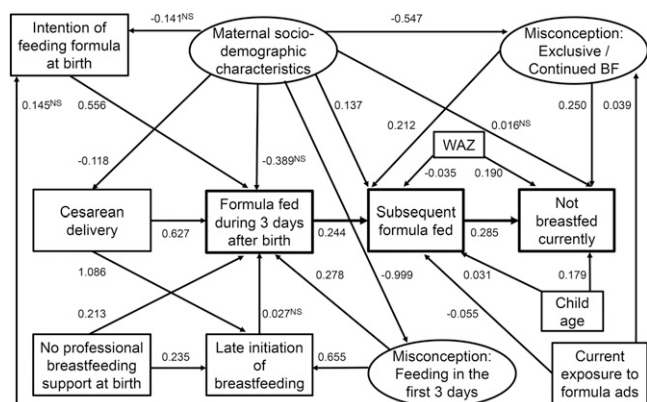 -0.141NS
-0.547
Intention of
feeding formula
at birth
Maternal socio-
demographic
characteristics
Misconception:
Exclusive /
Continued BF
0.145NS
0.556
0.137
0.212
0.016NS
0.250
0.039
WAZ
-0.118
-0.389NS
-0.035
0.190
Cesarean
delivery
0.627
Formula fed
during 3 days
after birth
0.244
Subsequent
formula fed
0.285
Not
breastfed
currently
1.086
0.278
-0.999
0.031
0.179
0.213
0.027NS
-0.055
Child
age
No professional
breastfeeding
support at birth
0.235
Late initiation
of
breastfeeding
0.655
Misconception:
Feeding in the
first 3 days
Current
exposure to
formula ads